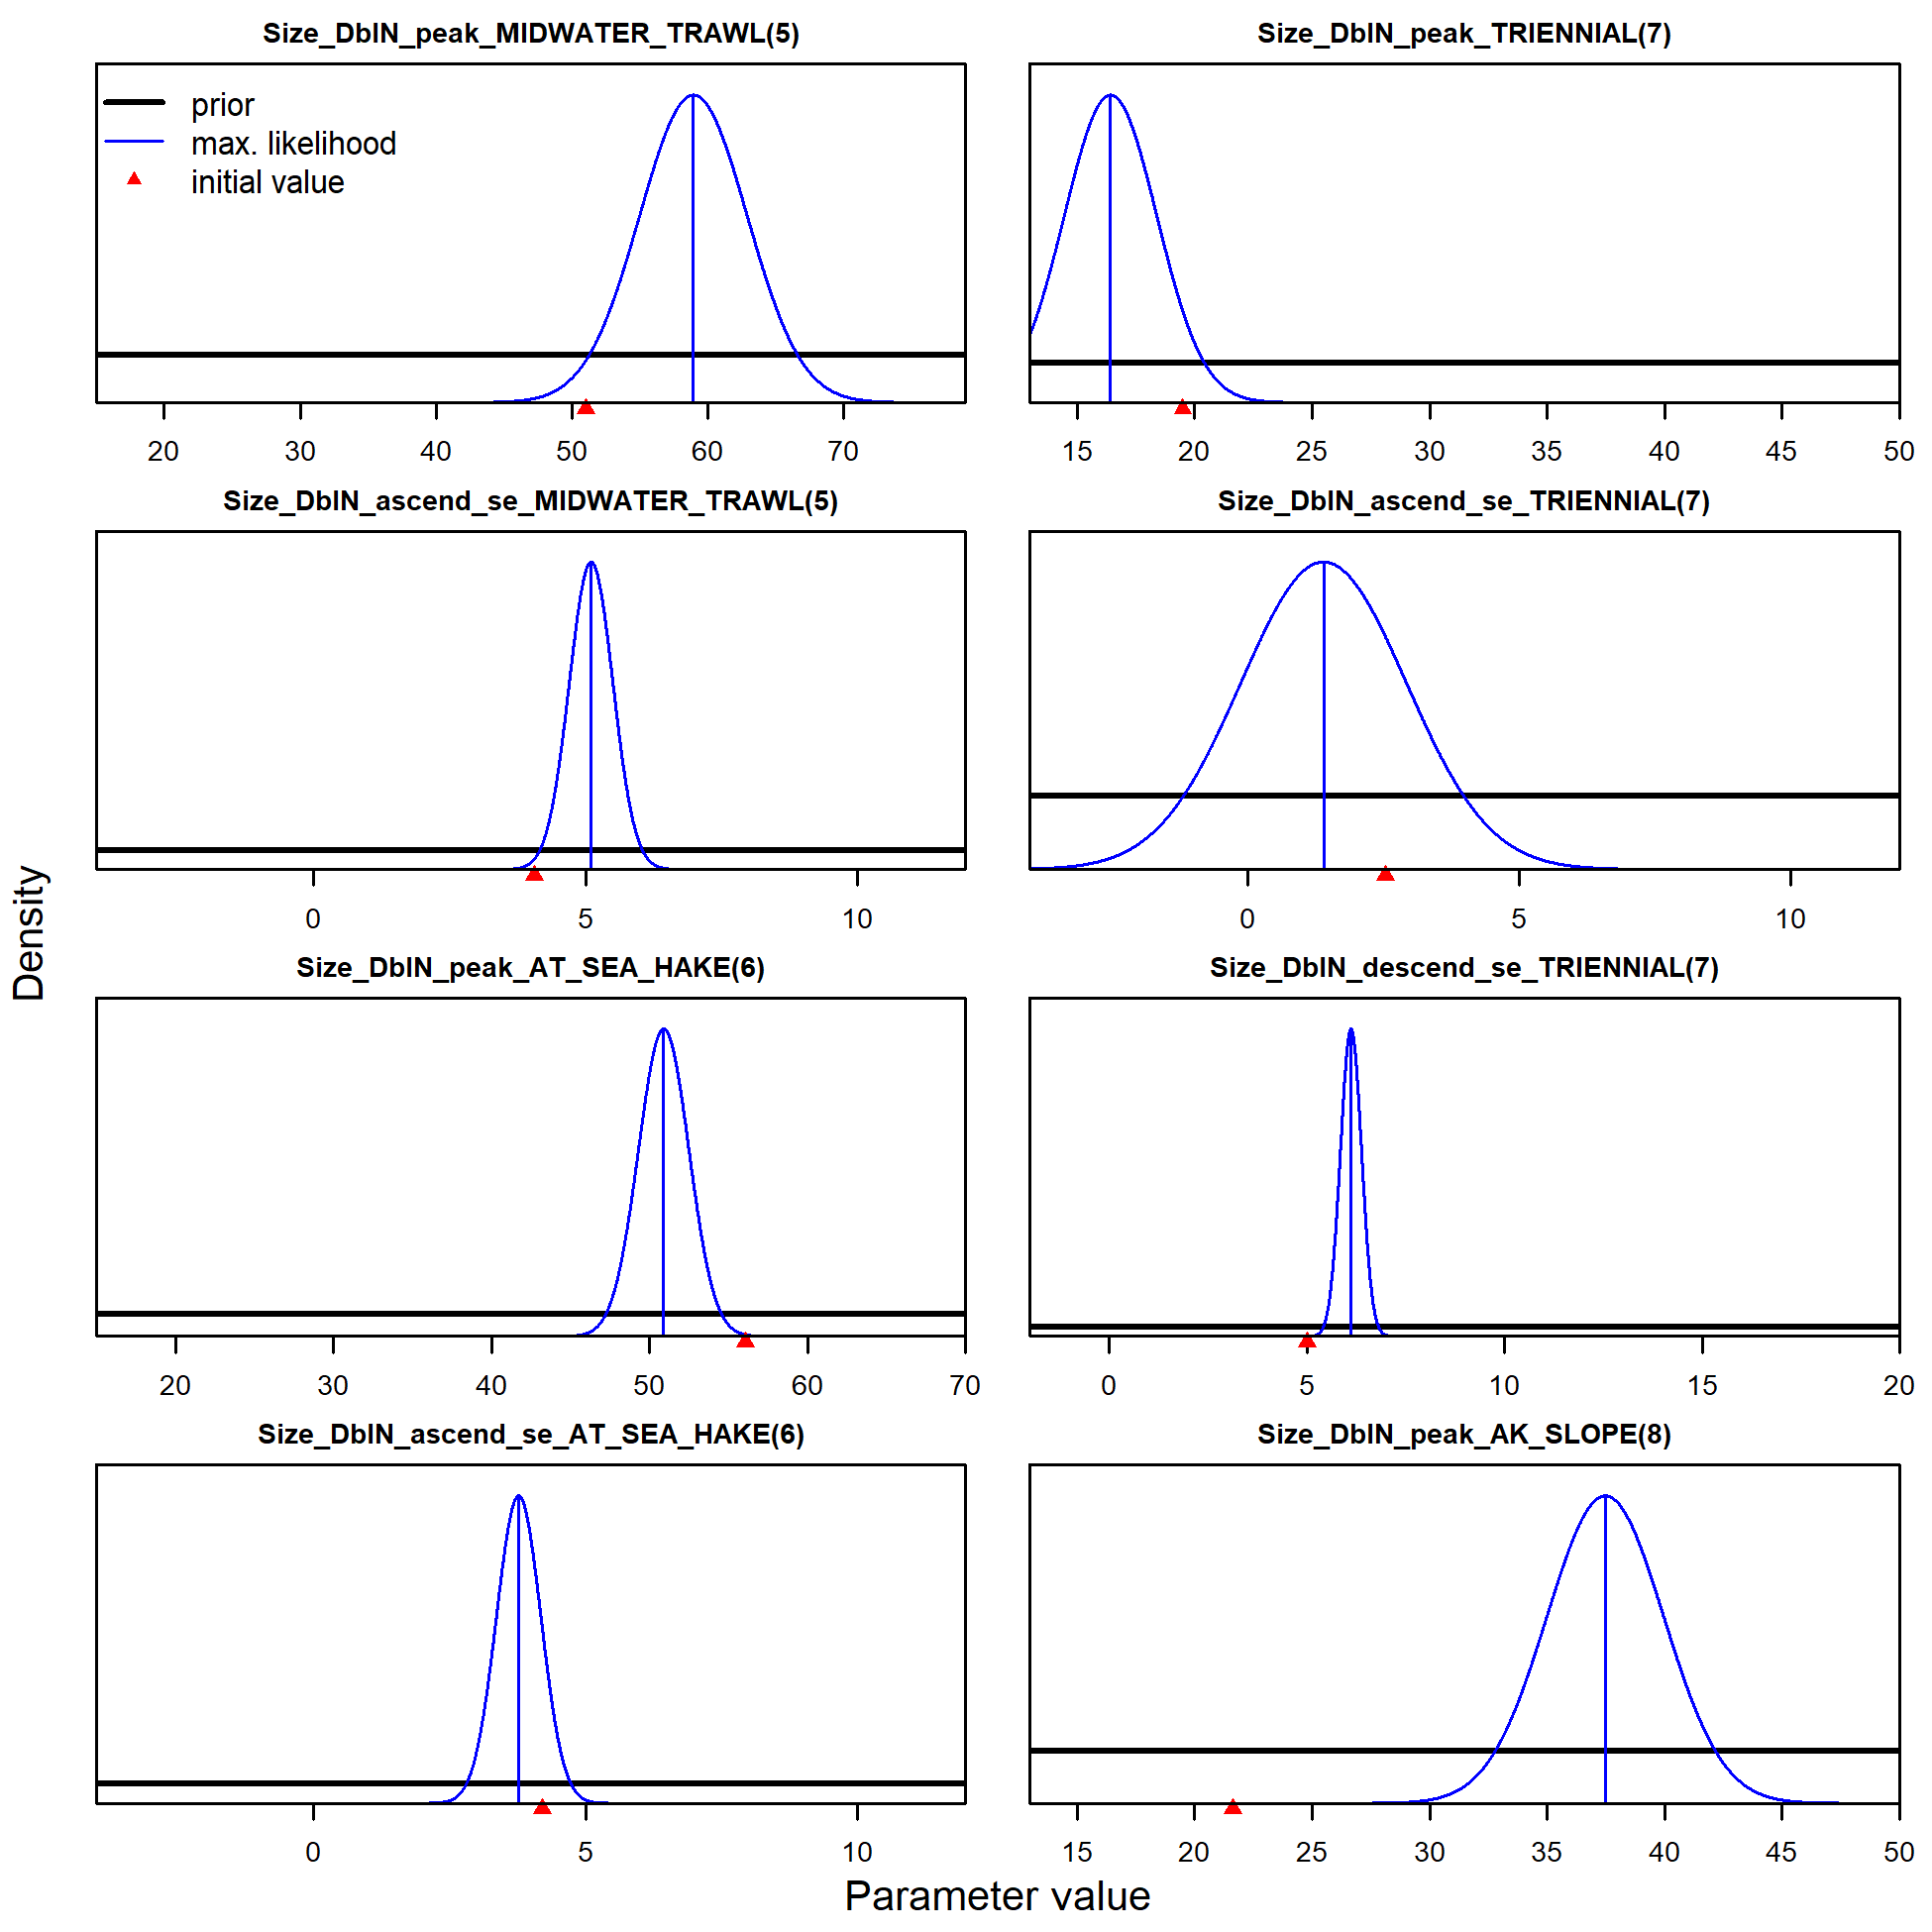 Size_DblN_peak_MIDWATER_TRAWL(5)
prior
max. likelihood
initial value
20 30 40 50 60 70
Size_DblN_peak_TRIENNIAL(7)
15 20 25 30 35 40 45 50
Size_DblN_ascend_se_MIDWATER_TRAWL(5)
0 5 10
Size_DblN_ascend_se_TRIENNIAL(7)
0 5 10
Size_DblN_peak_AT_SEA_HAKE(6)
20 30 40 50 60 70
Size_DblN_descend_se_TRIENNIAL(7)
0 5 10 15 20
Size_DblN_ascend_se_AT_SEA_HAKE(6)
0 5 10
Size_DblN_peak_AK_SLOPE(8)
15 20 25 30 35 40 45 50
Density
Parameter value